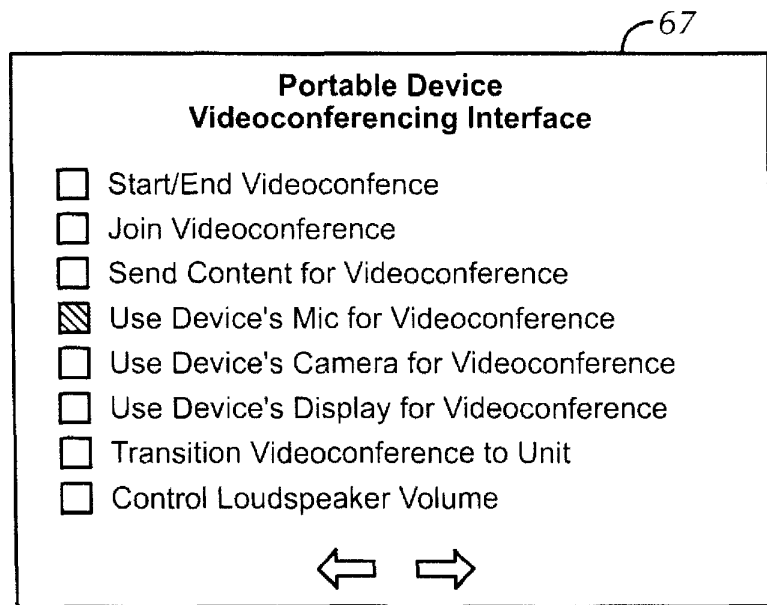 67
Portable Device
Videoconferencing Interface
Start/End Videoconfence
Join Videoconference
Send Content for Videoconference
Use Device's Mic for Videoconference
Use Device's Camera for Videoconference
Use Device's Display for Videoconference
Transition Videoconference to Unit
Control Loudspeaker Volume